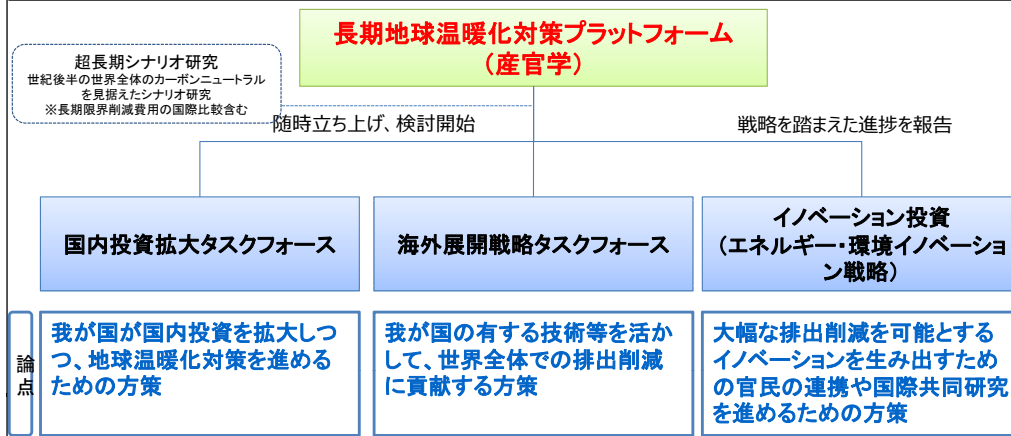 長期地球温暖化対策プラットフォーム
(産官学)
超長期シナリオ研究
世紀後半の世界全体のカーボンニュートラル
を見据えたシナリオ研究
※長期限界削減費用の国際比較含む
随時立ち上げ、検討開始
戦略を踏まえた進捗を報告
国内投資拡大タスクフォース
海外展開戦略タスクフォース
イノベーション投資
(エネルギー・環境イノベーショ
ン戦略)
論点
我が国が国内投資を拡大しつ
つ、地球温暖化対策を進める
ための方策
我が国の有する技術等を活か
して、世界全体での排出削減
に貢献する方策
大幅な排出削減を可能とする
イノベーションを生み出すため
の官民の連携や国際共同研究
を進めるための方策